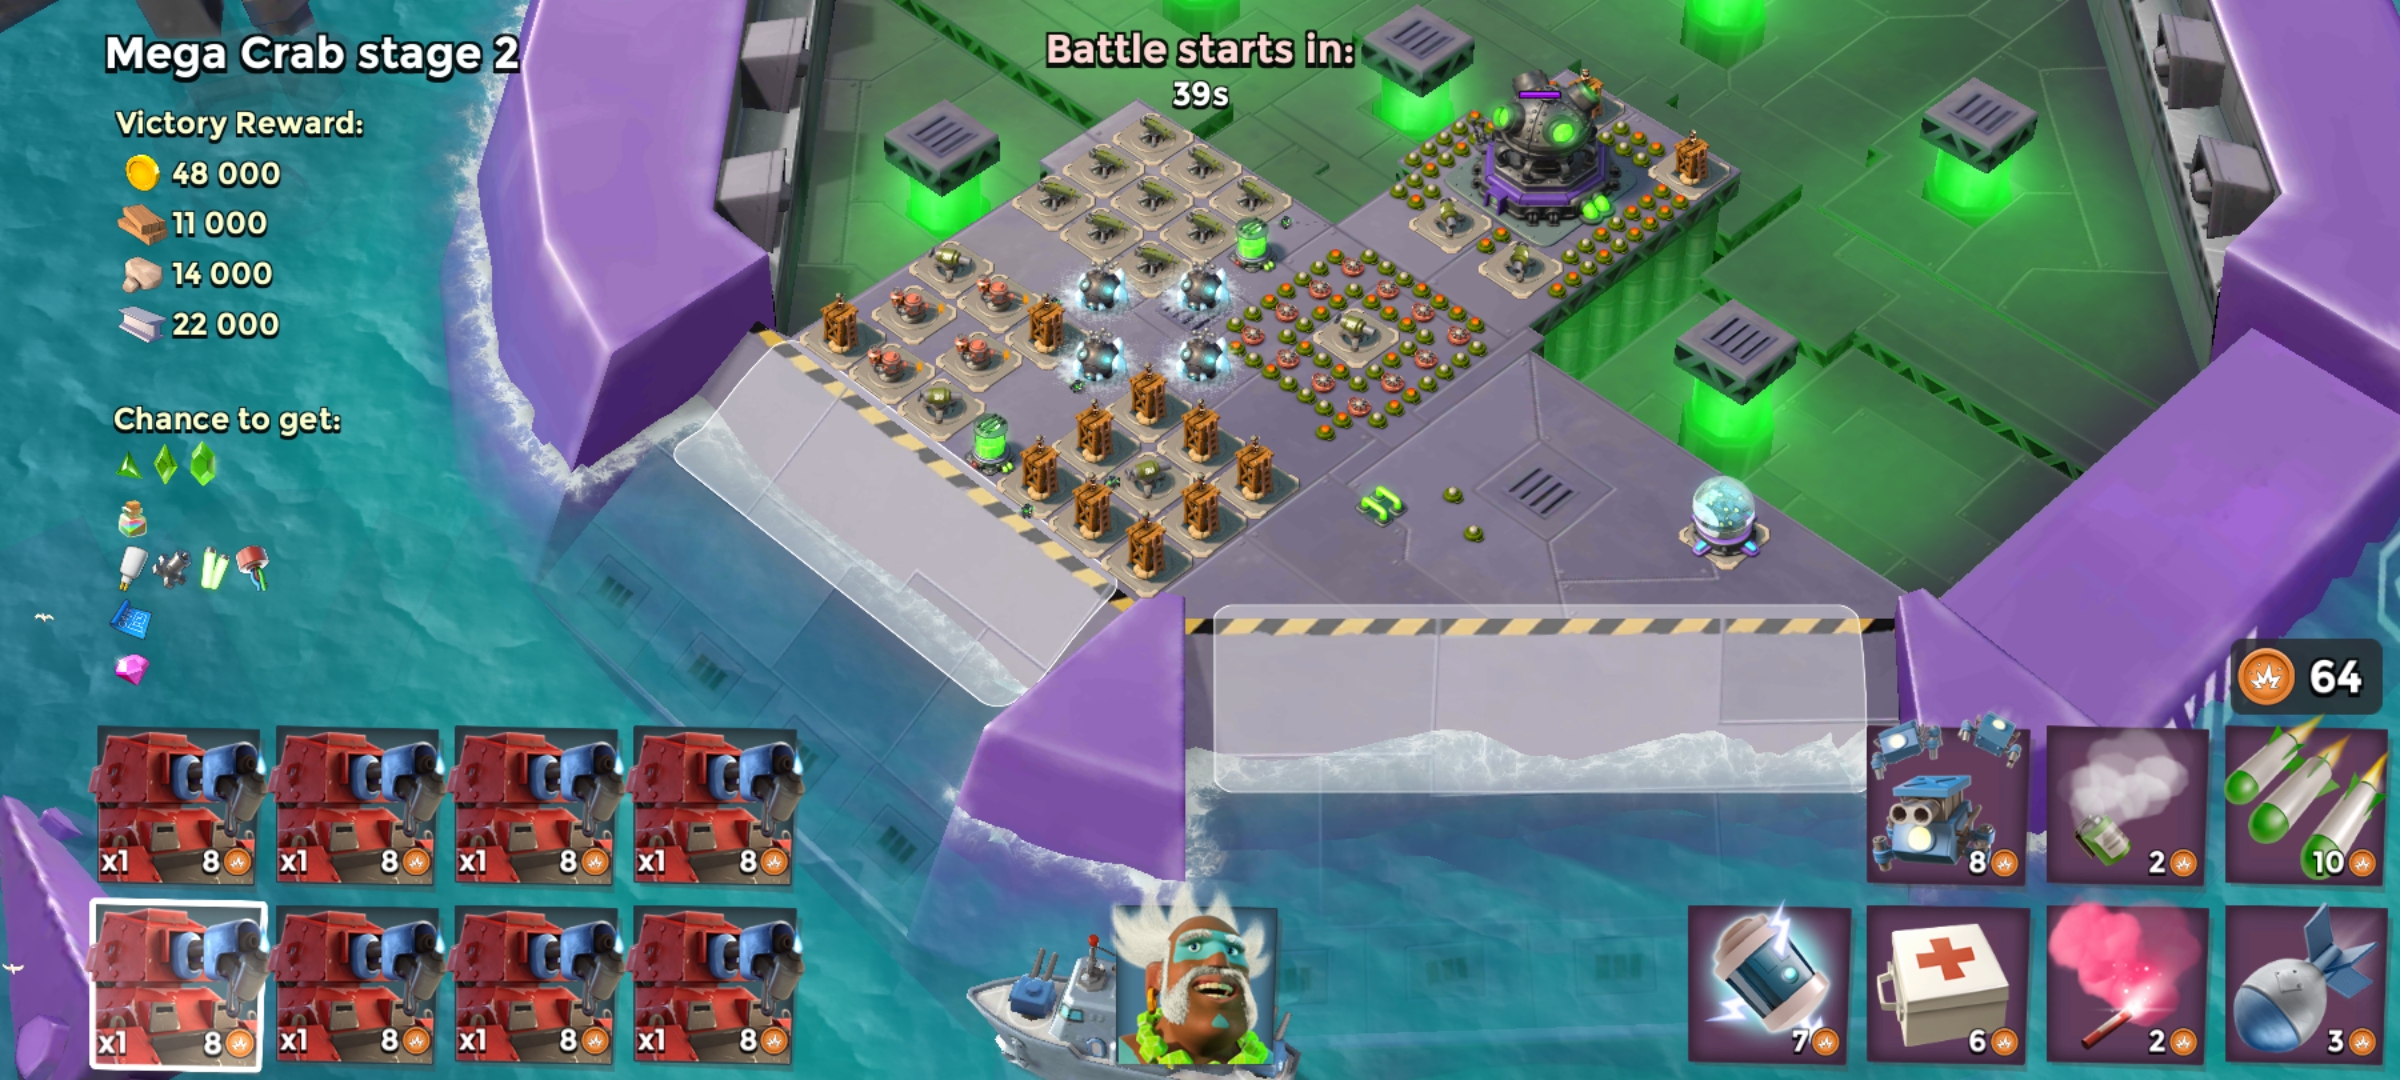 Mega Crab stage 2
Battle starts in:
39s
Victory Reward:
48 000
11 000
14 000
22 000
Chance to get:
64
x1 8
x1 8
x1 8
x1 8
8
2
10
x1 8
x1 8
x1 8
x1 8
7
6
2
3